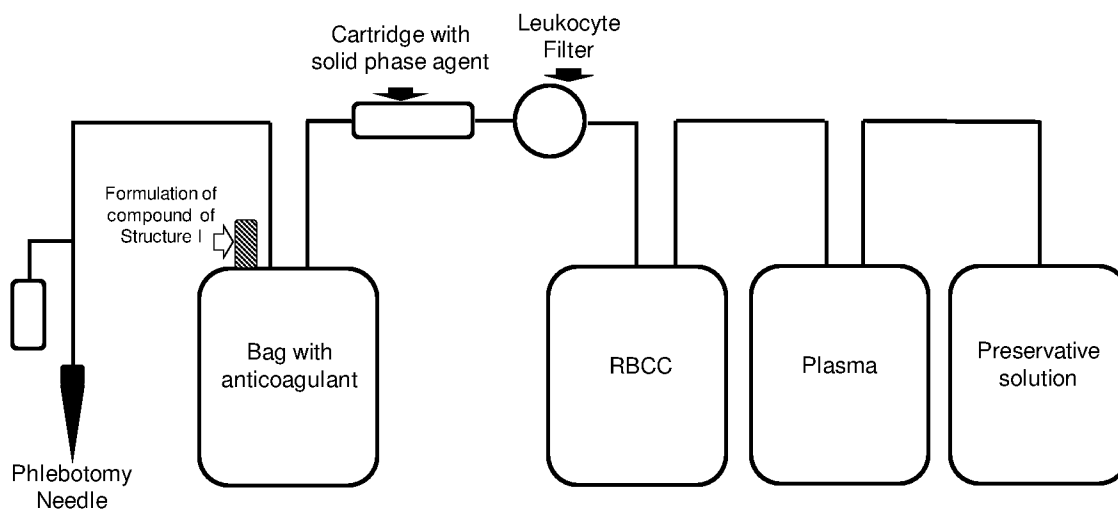 Cartridge with
solid phase agent
Leukocyte
Filter
Formulation of
compound of
Structure I
Bag with
anticoagulant
RBCC
Plasma
Preservative
solution
Phlebotomy
Needle